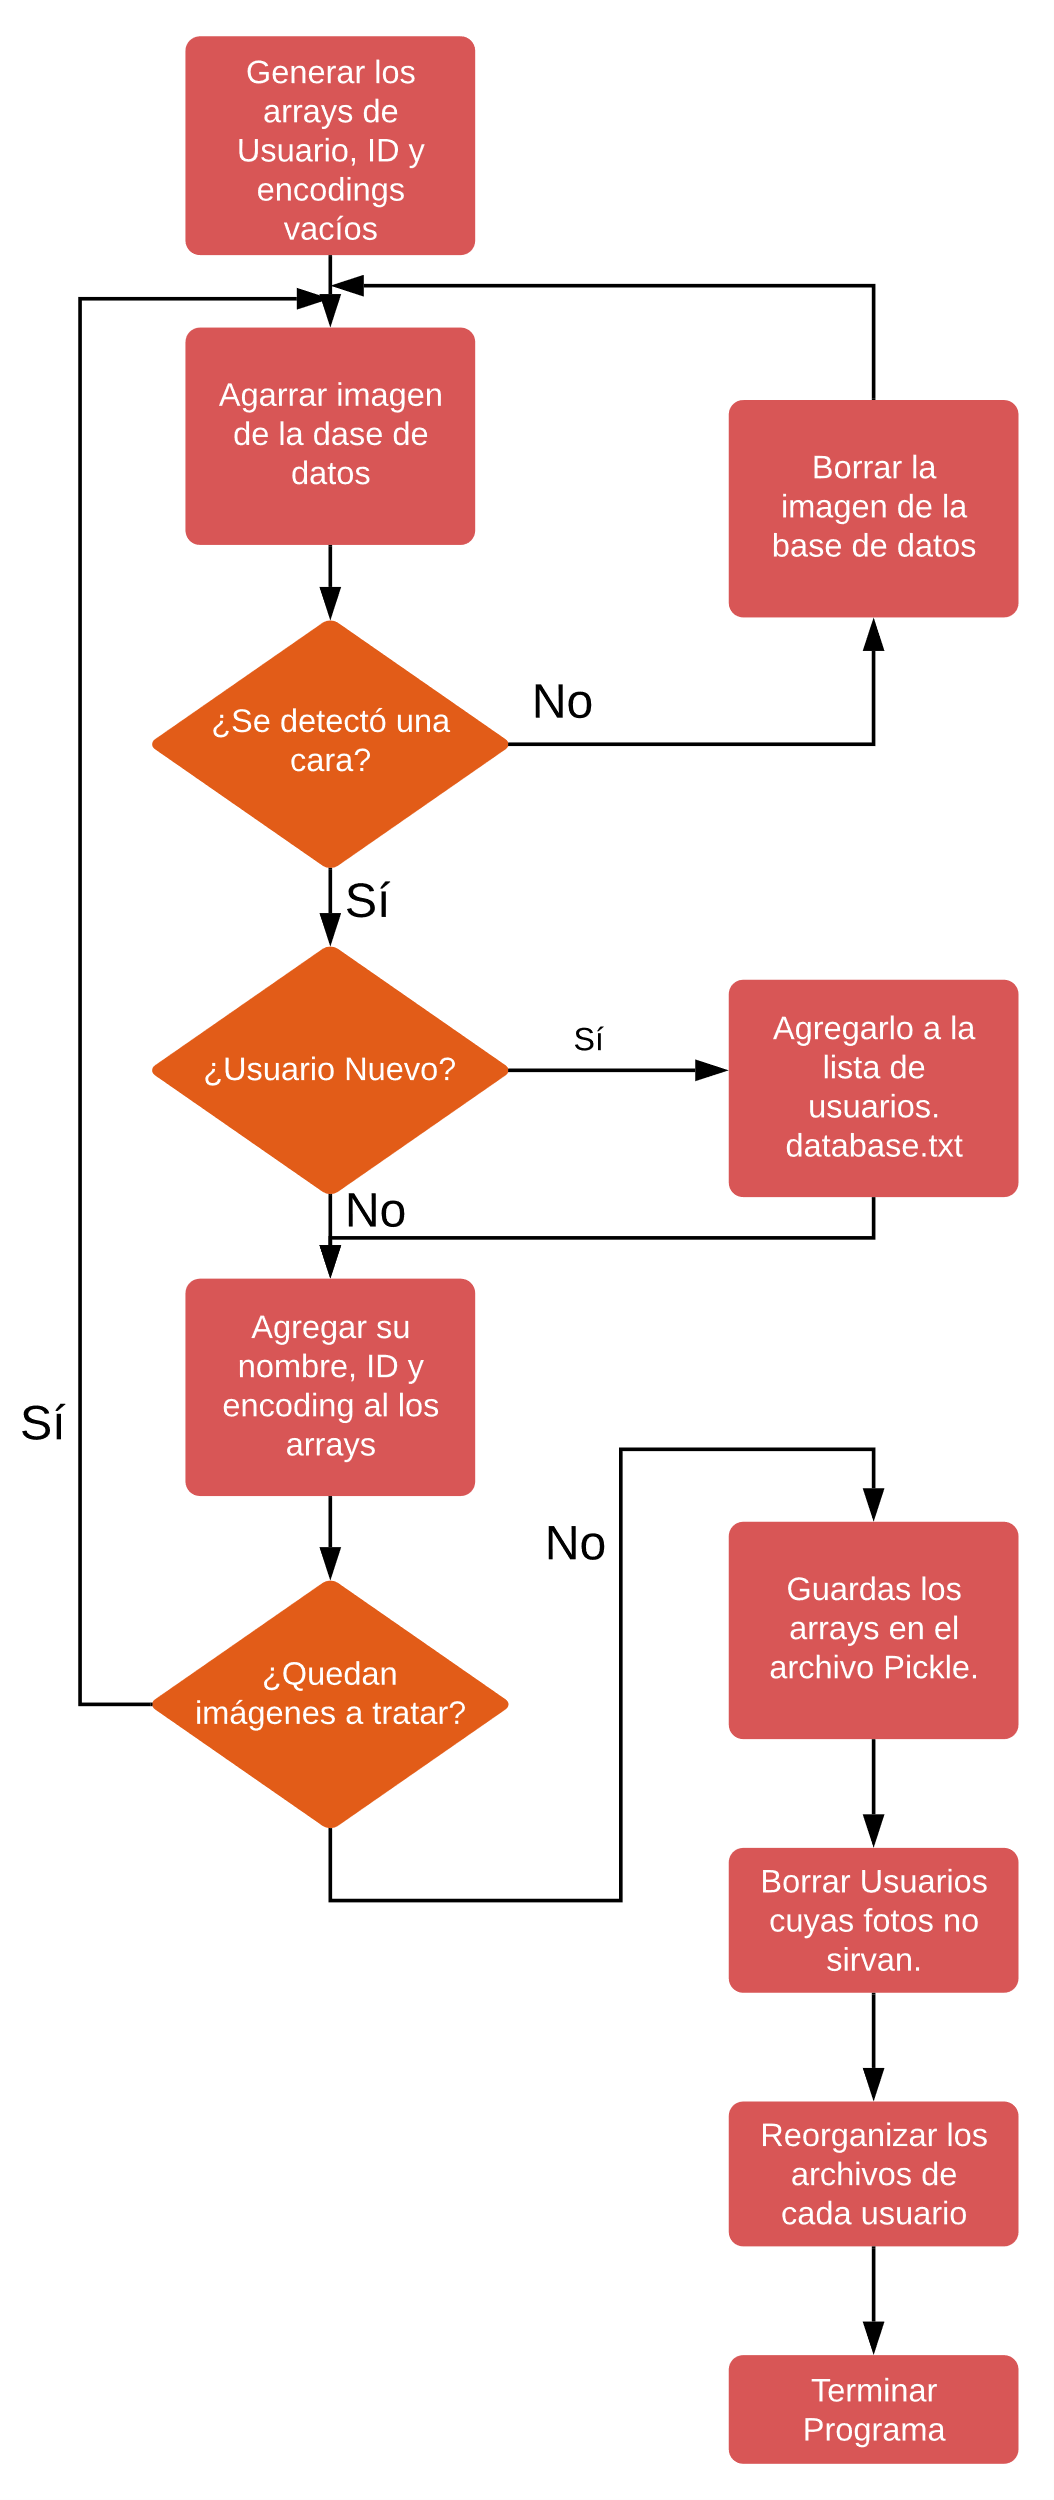 Generar los
arrays de
Usuario, ID y
encodings
vacíos
Agarrar imagen
de la dase de
datos
Borrar la
imagen de la
base de datos
¿Se detectó una
cara?
No
Sí
¿Usuario Nuevo?
Sí
Agregarlo a la
lista de
usuarios.
database.txt
No
Agregar su
nombre, ID y
encoding al los
arrays
Sí
¿Quedan
imágenes a tratar?
No
Guardas los
arrays en el
archivo Pickle.
Borrar Usuarios
cuyas fotos no
sirvan.
Reorganizar los
archivos de
cada usuario
Terminar
Programa